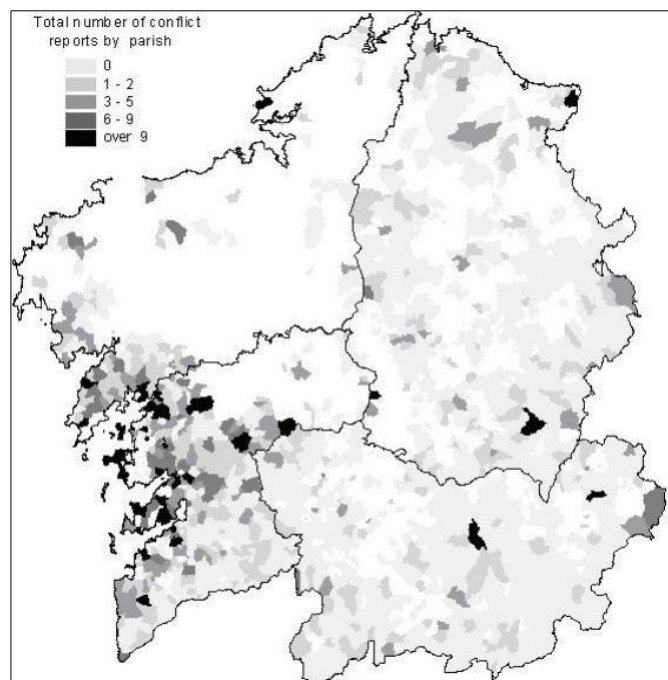 Total number of conflict
reports by parish
0
1 - 2
3 - 5
6 - 9
over 9